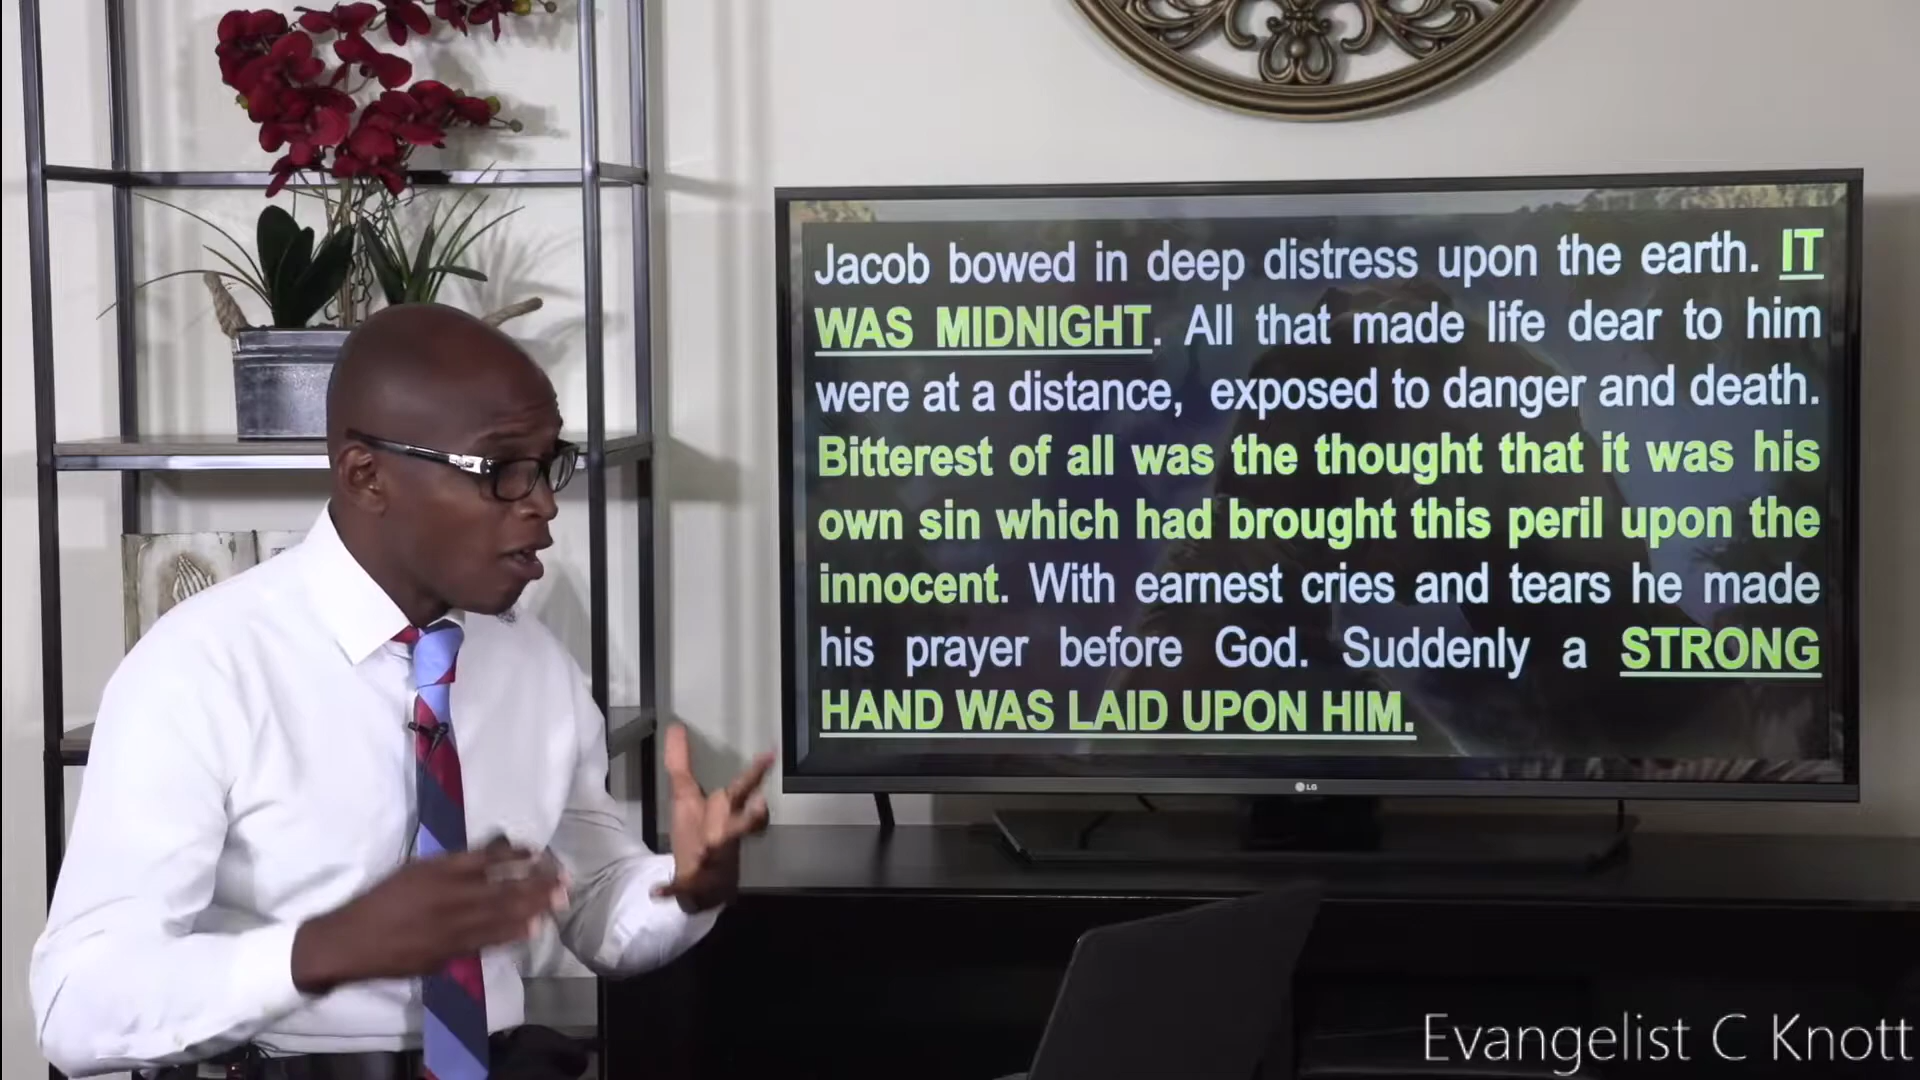 Jacob bowed in deep distress upon the earth. IT
WAS MIDNIGHT. All that made life dear to him
were at a distance, exposed to danger and death.
Bitterest of all was the thought that it was his
own sin which had brought this peril upon the
innocent. With earnest cries and tears he made
his prayer before God. Suddenly a STRONG
HAND WAS LAID UPON HIM.
LG
Evangelist C Knott